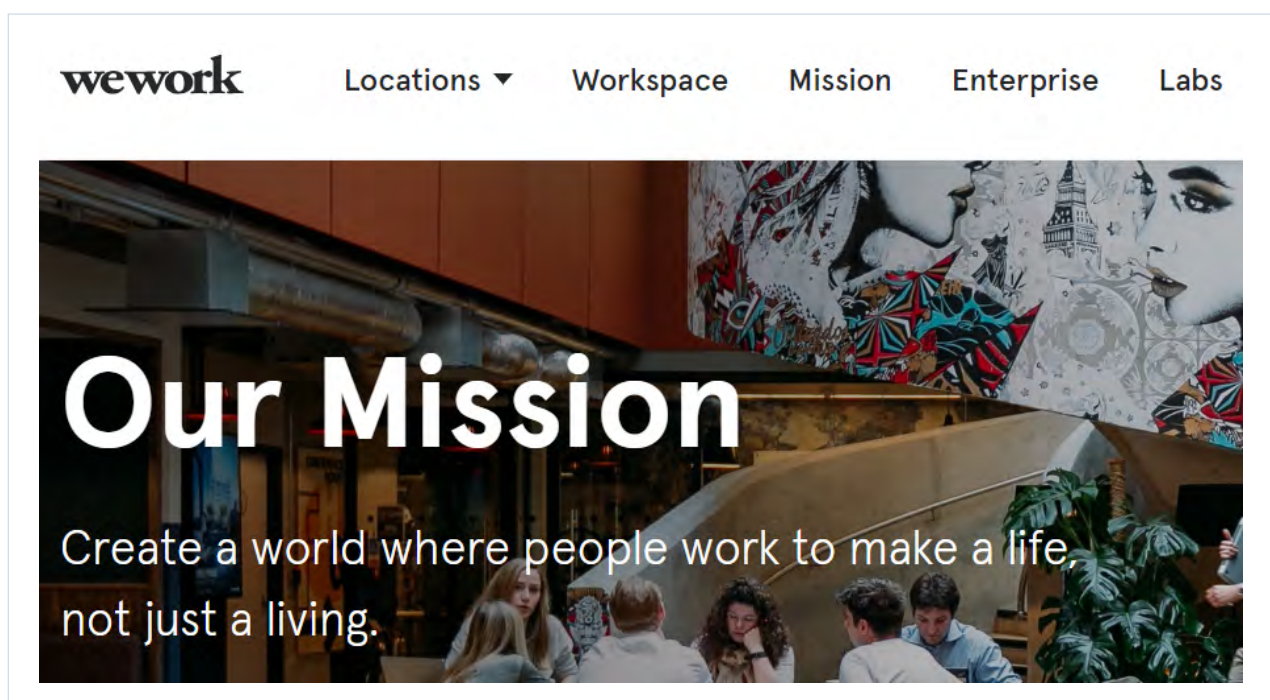 wework
Locations
Workspace
Mission
Enterprise
Labs
Our Mission
Create a world where people work to make a life,
not just a living.